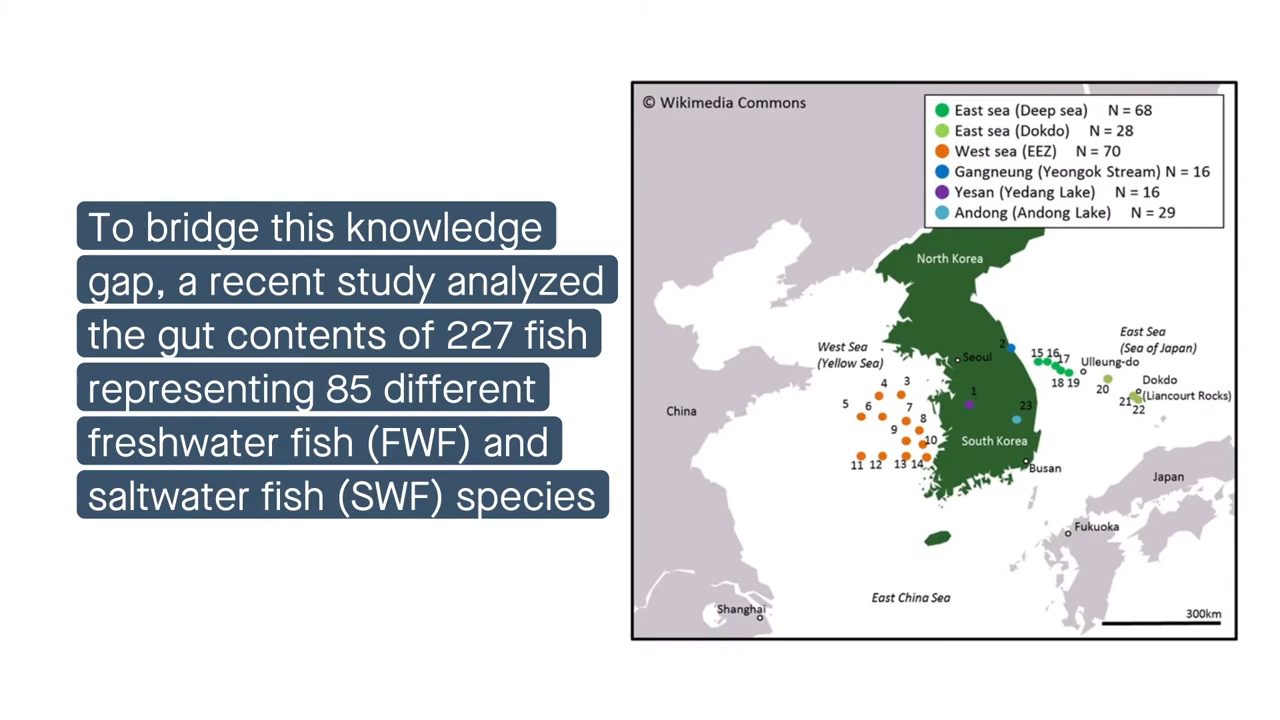 To bridge this knowledge
gap, a recent study analyzed
the gut contents of 227 fish
representing 85 different
freshwater fish (FWF) and
saltwater fish (SWF) species
© Wikimedia Commons
East sea (Deep sea) N = 68
East sea (Dokdo) N = 28
West sea (EEZ) N = 70
Gangneung (Yeongok Stream) N = 16
Yesan (Yedang Lake) N = 16
Andong (Andong Lake) N = 29
North Korea
East Sea
(Sea of Japan)
West Sea
(Yellow Sea)
2
Seoul
15 16 17
18 19
Ulleung-do
20
Dokdo
(Liancourt Rocks)
21
22
4 3
5 6 7
8
9
10
11 12 13 14
1
23
China
South Korea
Busan
Japan
Fukuoka
East China Sea
Shanghai
300km